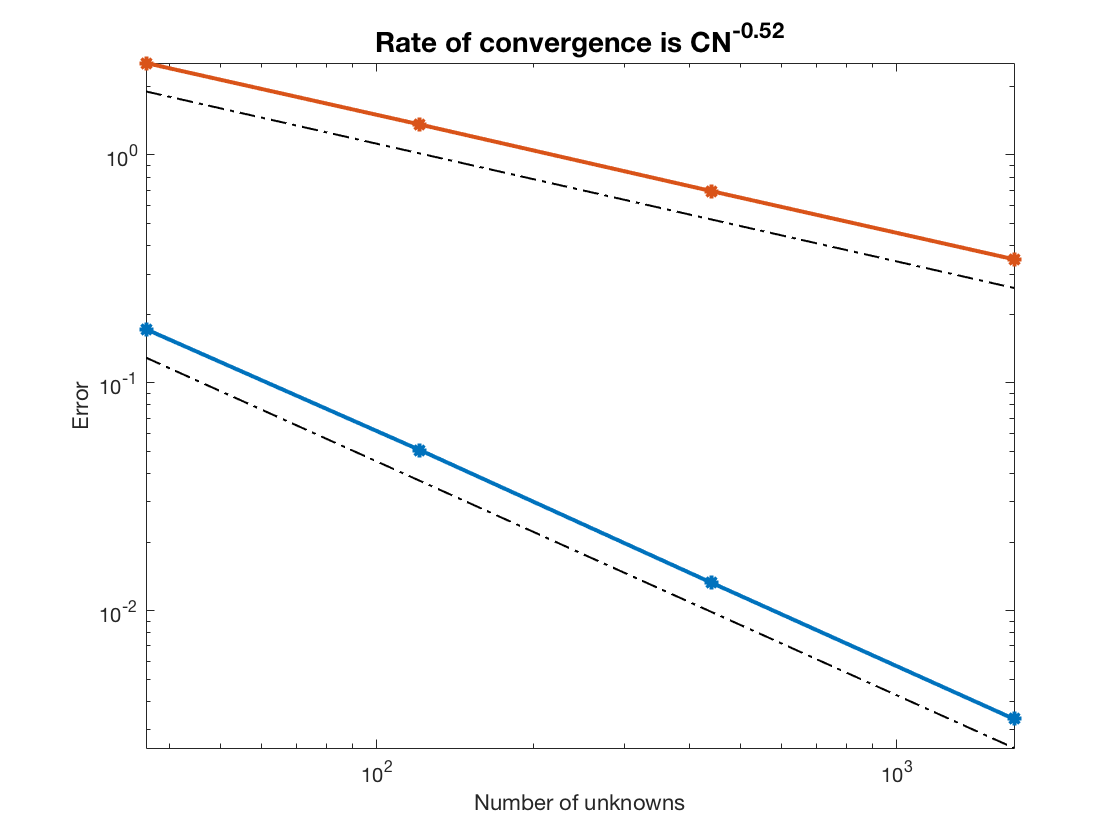 Rate of convergence is CN^-0.52
10^0
10^-1
10^-2
Error
10^2
10^3
Number of unknowns